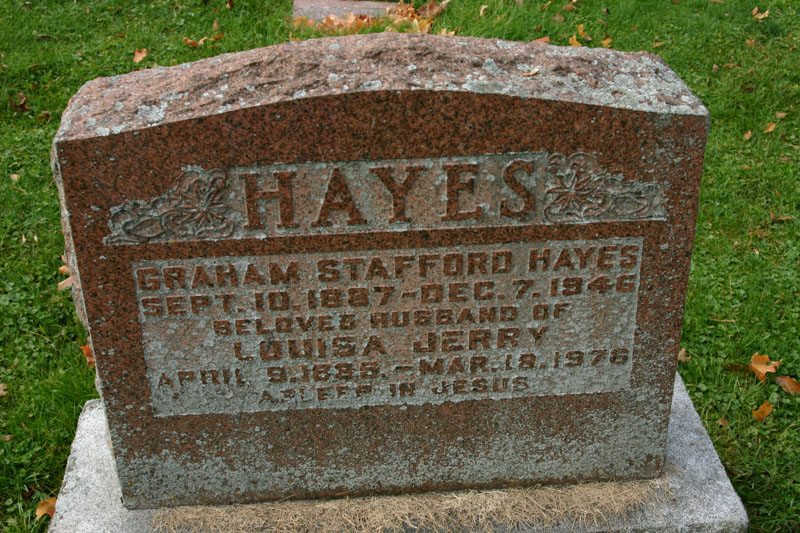 HAYES
GRAHAM STAFFORD HAYES
SEPT. 10. 1887 - DEC. 7. 1946
BELOVED HUSBAND OF
LOUISA JERRY
APRIL 9. 1885. - MAR. 18. 1976
ASLEEP IN JESUS